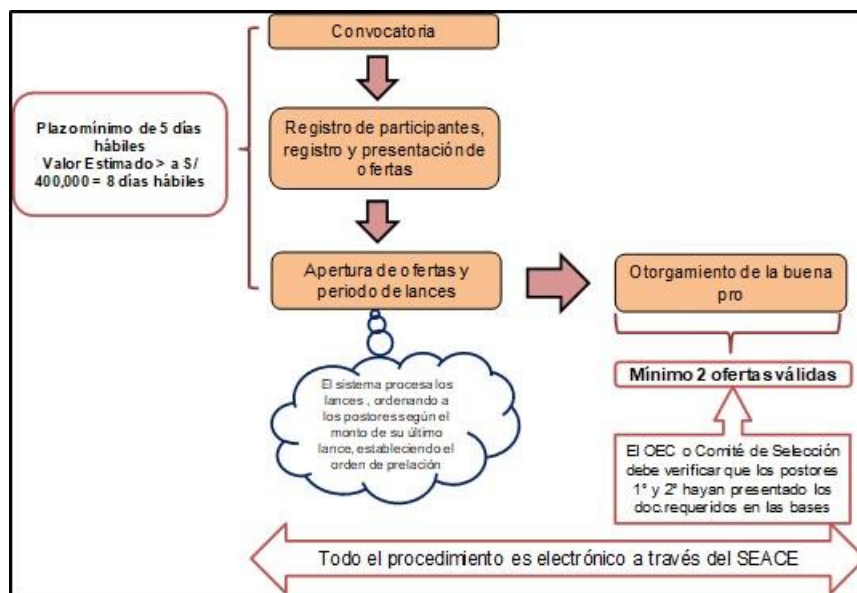 Convocatoria
Plazo mínimo de 5 días
hábiles
Valor Estimado > a S/
400,000 = 8 días hábiles
Registro de participantes,
registro y presentación de
ofertas
Apertura de ofertas y
periodo de lances
Otorgamiento de la buena
pro
El sistema procesa los
lances , ordenando a
los postores según el
monto de su último
lance, estableciendo el
orden de prelación
Mínimo 2 ofertas válidas
El OEC o Comité de Selección
debe verificar que los postores
1° y 2° hayan presentado los
doc.requeridos en las bases
Todo el procedimiento es electrónico a través del SEACE